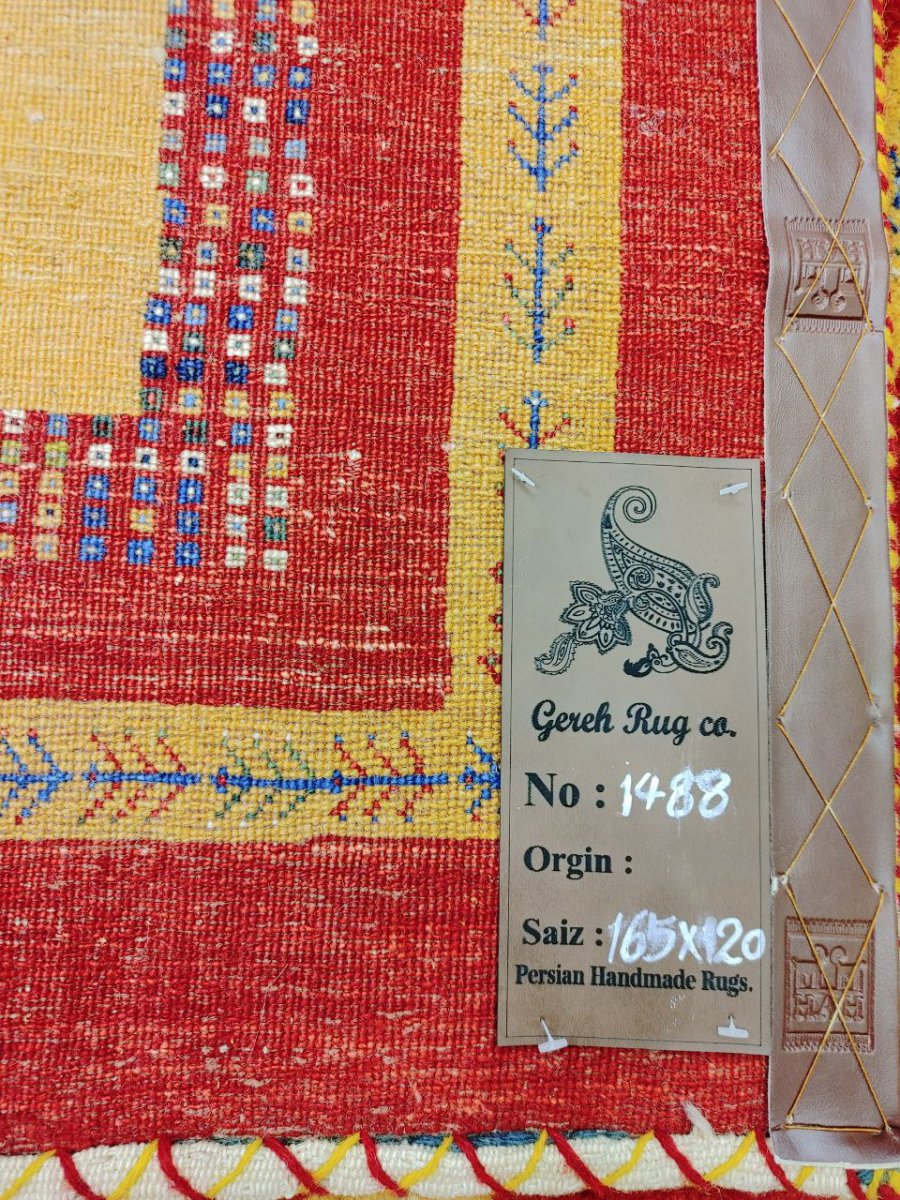 Gereh Rug co.
No : 1488
Orgin :
Saiz : 165x120
Persian Handmade Rugs.